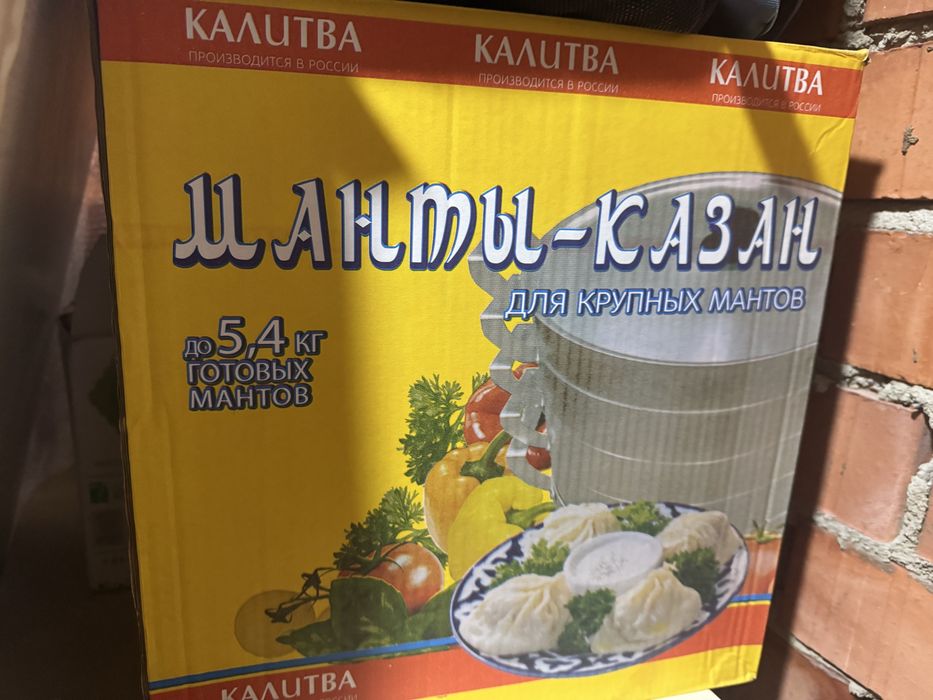 КАЛИТВА
ПРОИЗВОДИТСЯ В РОССИИ
КАЛИТВА
ПРОИЗВОДИТСЯ В РОССИИ
КАЛИТВА
ПРОИЗВОДИТСЯ В РОССИИ
МАНТЫ-КАЗАН
ДЛЯ КРУПНЫХ МАНТОВ
ДО 5,4 КГ
ГОТОВЫХ
МАНТОВ
КАЛИТВА